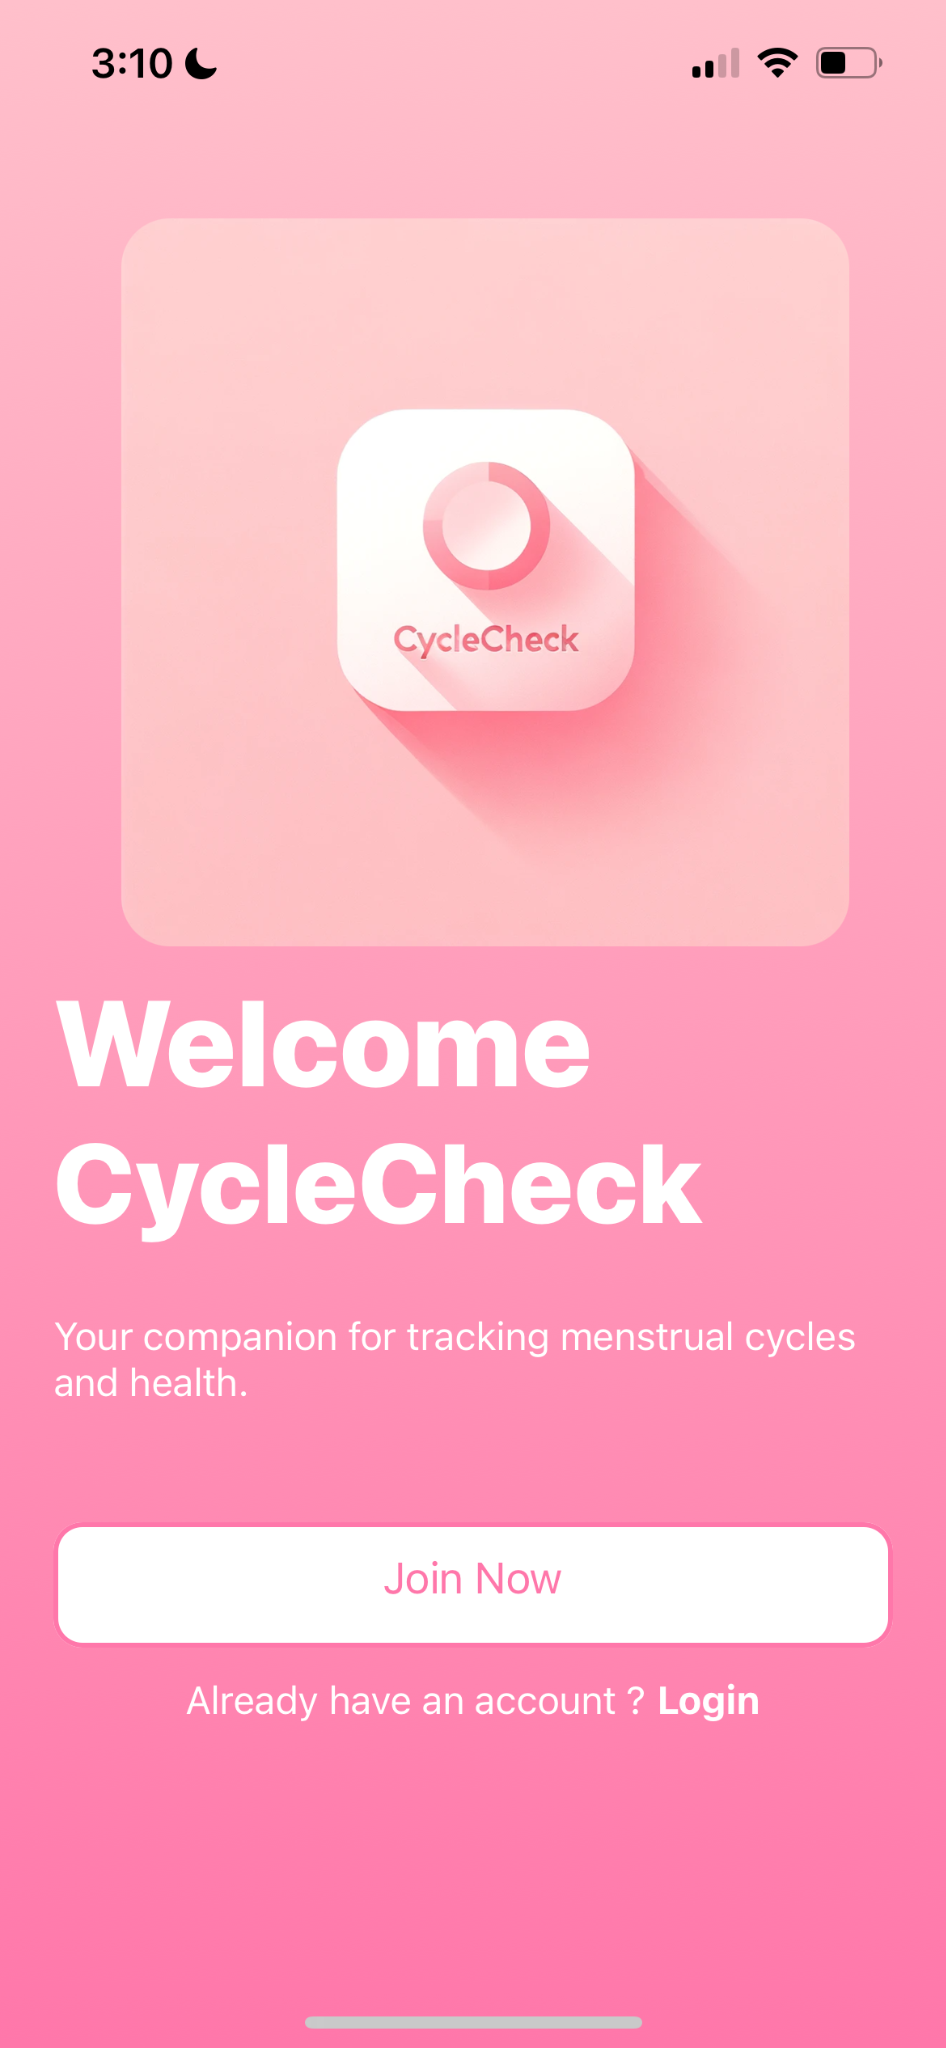 3:10
CycleCheck
Welcome
CycleCheck
Your companion for tracking menstrual cycles
and health.
Join Now
Already have an account ? Login